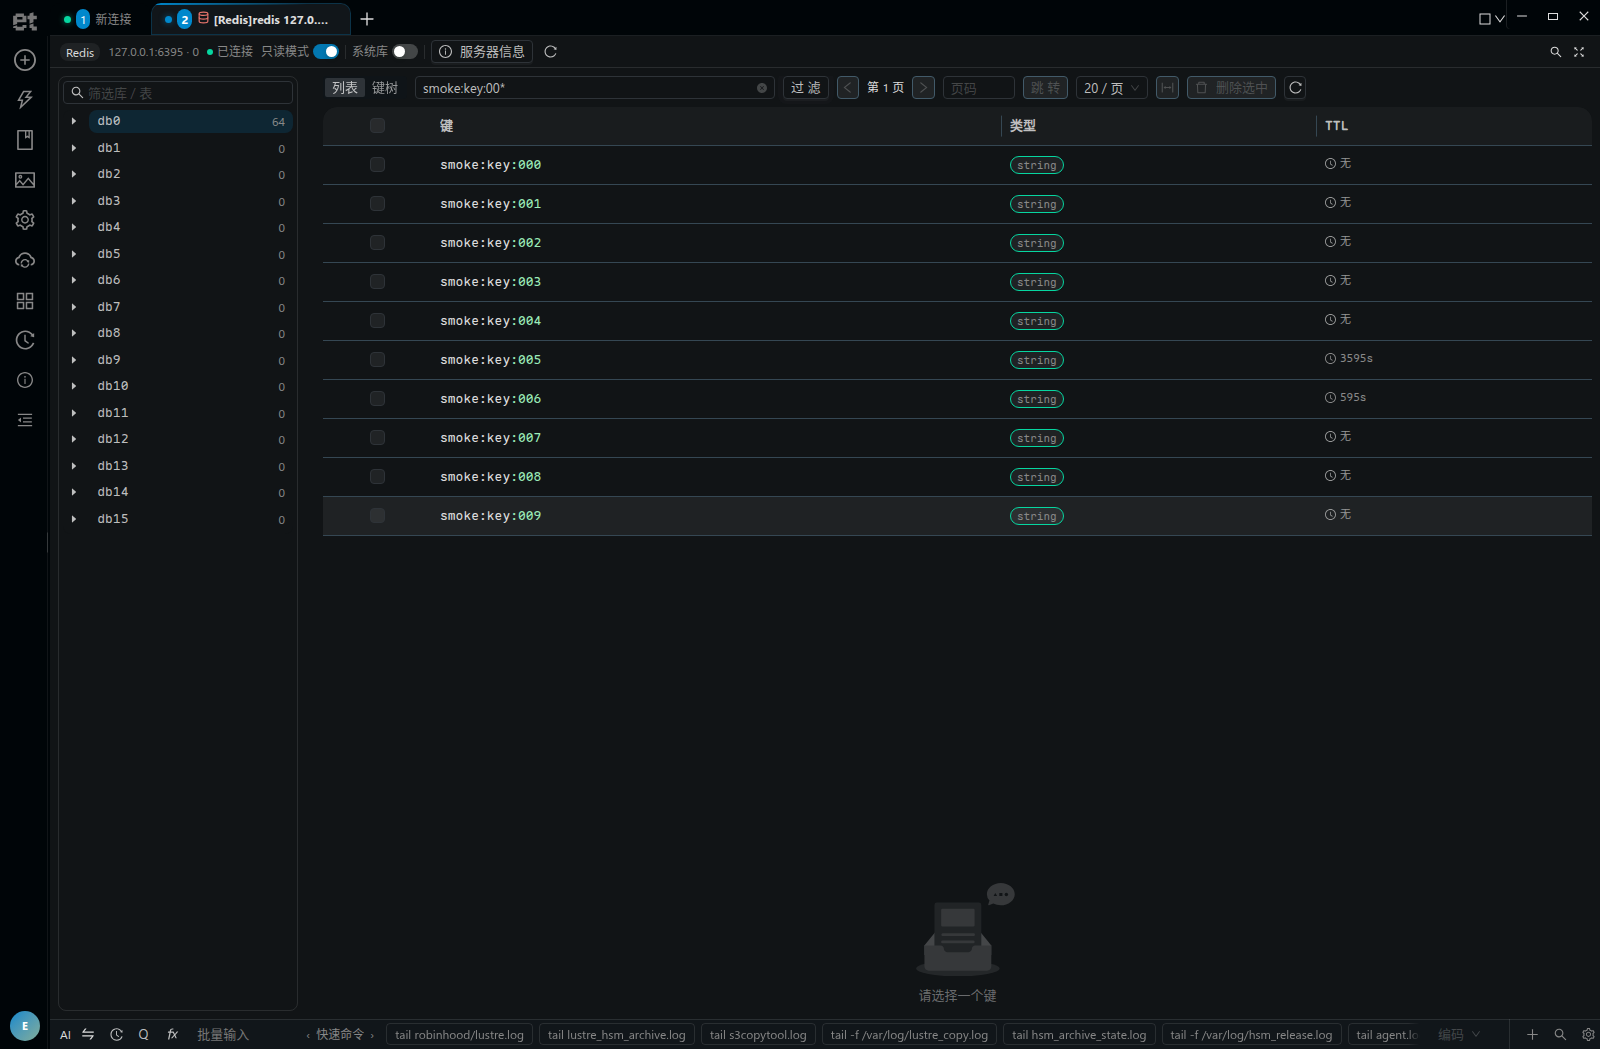 et
1 新连接
2 [Redis]redis 127.0....
Redis 127.0.0.1:6395 · 0 已连接 只读模式 系统库 服务器信息
筛选库 / 表
列表 键树 smoke:key:00* 过 滤 第 1 页 页码 跳 转 20 / 页 删除选中
db0 64
db1 0
db2 0
db3 0
db4 0
db5 0
db6 0
db7 0
db8 0
db9 0
db10 0
db11 0
db12 0
db13 0
db14 0
db15 0
键 类型 TTL
smoke:key:000 string 无
smoke:key:001 string 无
smoke:key:002 string 无
smoke:key:003 string 无
smoke:key:004 string 无
smoke:key:005 string 3595s
smoke:key:006 string 595s
smoke:key:007 string 无
smoke:key:008 string 无
smoke:key:009 string 无
请选择一个键
E
AI Q fx 批量输入 ‹ 快速命令 › tail robinhood/lustre.log tail lustre_hsm_archive.log tail s3copytool.log tail -f /var/log/lustre_copy.log tail hsm_archive_state.log tail -f /var/log/hsm_release.log tail agent.lo 编码